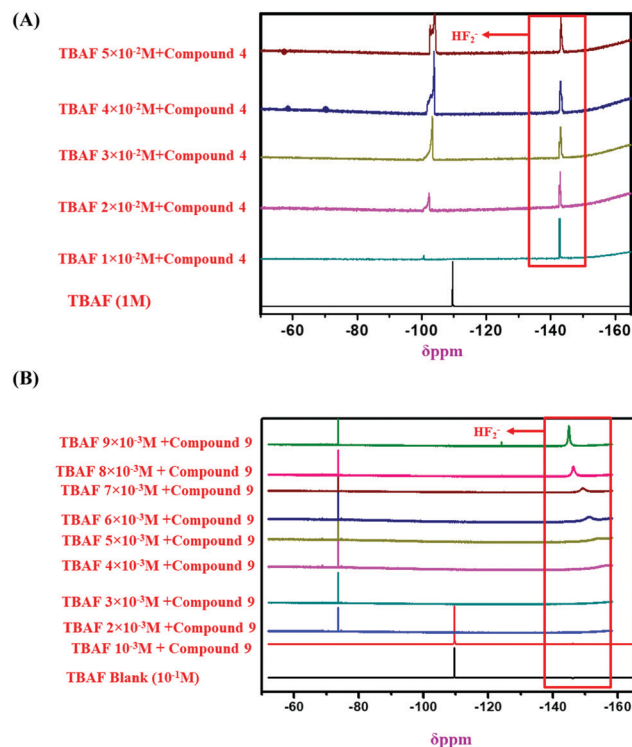 (A)
HF₂⁻
TBAF 5×10⁻²M+Compound 4
TBAF 4×10⁻²M+Compound 4
TBAF 3×10⁻²M+Compound 4
TBAF 2×10⁻²M+Compound 4
TBAF 1×10⁻²M+Compound 4
TBAF (1M)
-60 -80 -100 -120 -140 -160
δppm
(B)
HF₂⁻
TBAF 9×10⁻³M +Compound 9
TBAF 8×10⁻³M + Compound 9
TBAF 7×10⁻³M +Compound 9
TBAF 6×10⁻³M +Compound 9
TBAF 5×10⁻³M +Compound 9
TBAF 4×10⁻³M +Compound 9
TBAF 3×10⁻³M +Compound 9
TBAF 2×10⁻³M +Compound 9
TBAF 10⁻³M + Compound 9
TBAF Blank (10⁻¹M)
-60 -80 -100 -120 -140 -160
δppm